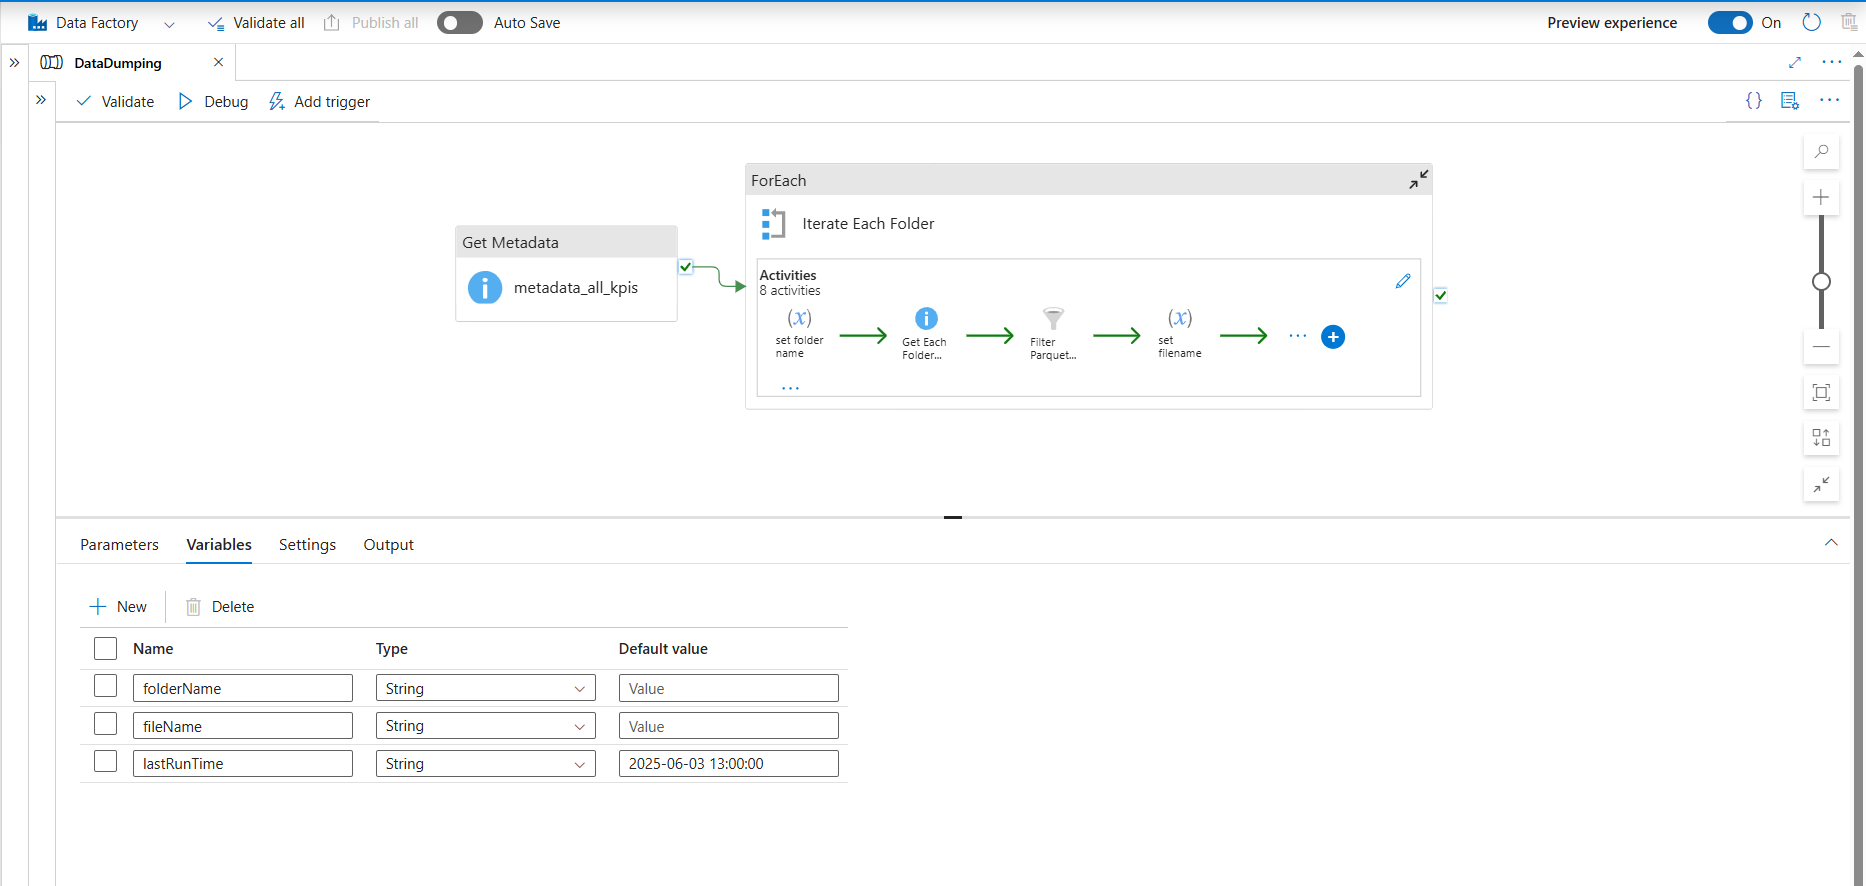 Data Factory Validate all Publish all Auto Save Preview experience On
DataDumping
Validate Debug Add trigger
ForEach
Iterate Each Folder
Get Metadata
metadata_all_kpis
Activities
8 activities
(x) (x)
set folder
name
Get Each
Folder...
Filter
Parquet...
set
filename
...
...
Parameters Variables Settings Output
New Delete
Name Type Default value
folderName String Value
fileName String Value
lastRunTime String 2025-06-03 13:00:00